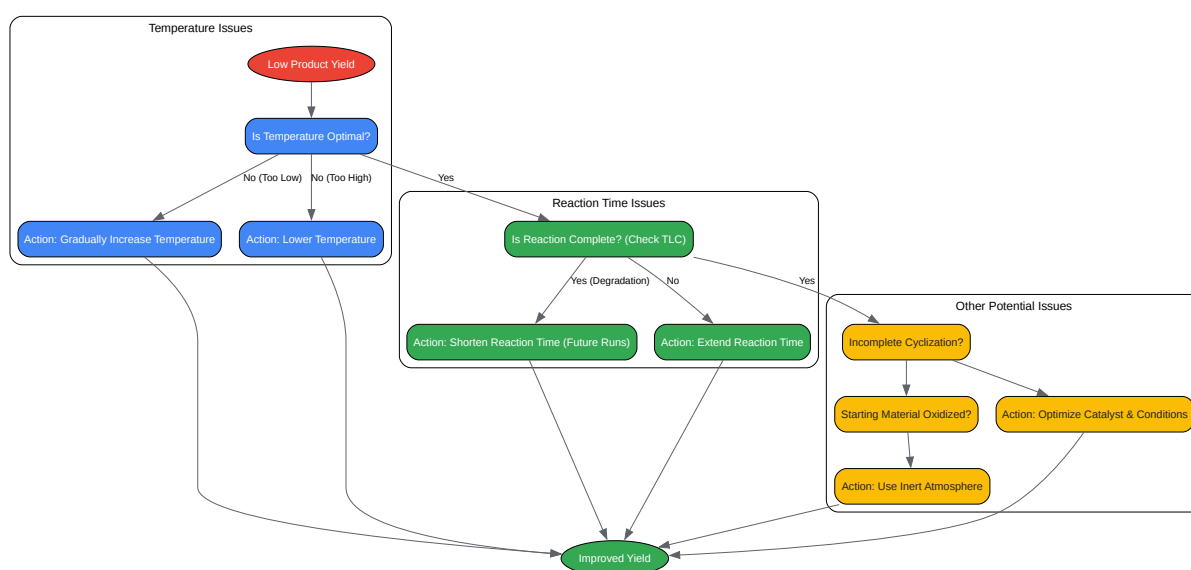 Temperature Issues
Low Product Yield
Is Temperature Optimal?
No (Too Low)
No (Too High)
Yes
Reaction Time Issues
Action: Gradually Increase Temperature
Action: Lower Temperature
Is Reaction Complete? (Check TLC)
Yes (Degradation)
No
Yes
Other Potential Issues
Action: Shorten Reaction Time (Future Runs)
Action: Extend Reaction Time
Incomplete Cyclization?
Starting Material Oxidized?
Action: Optimize Catalyst & Conditions
Action: Use Inert Atmosphere
Improved Yield